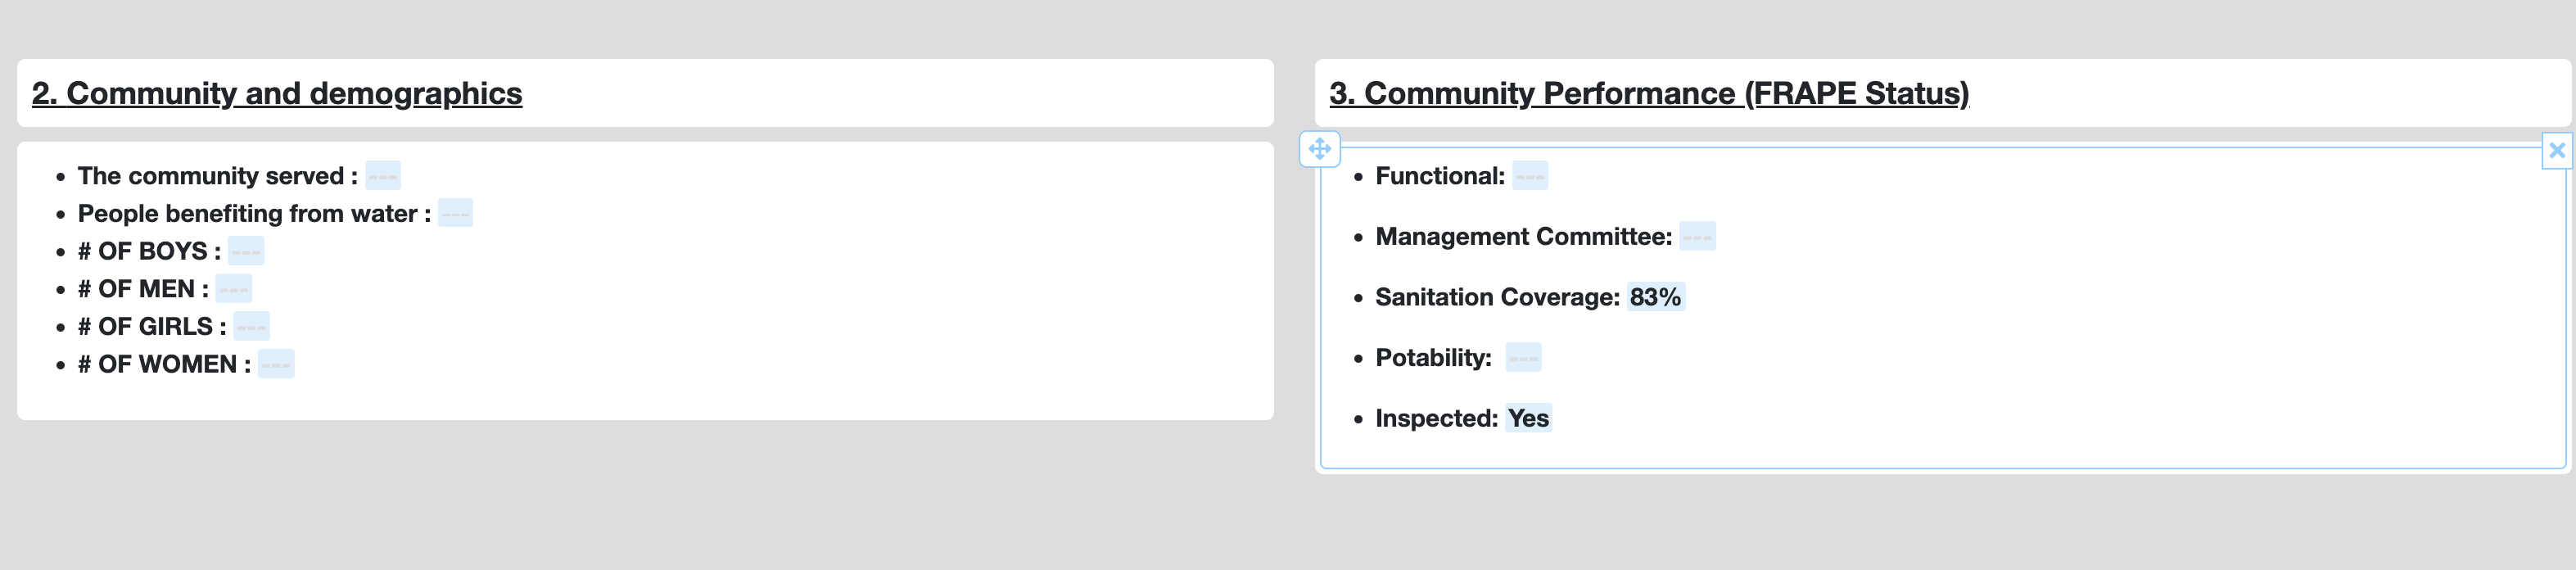 2. Community and demographics
• The community served : ---
• People benefiting from water : ---
• # OF BOYS : ---
• # OF MEN : ---
• # OF GIRLS : ---
• # OF WOMEN : ---
3. Community Performance (FRAPE Status)
• Functional: ---
• Management Committee: ---
• Sanitation Coverage: 83%
• Potability: ---
• Inspected: Yes